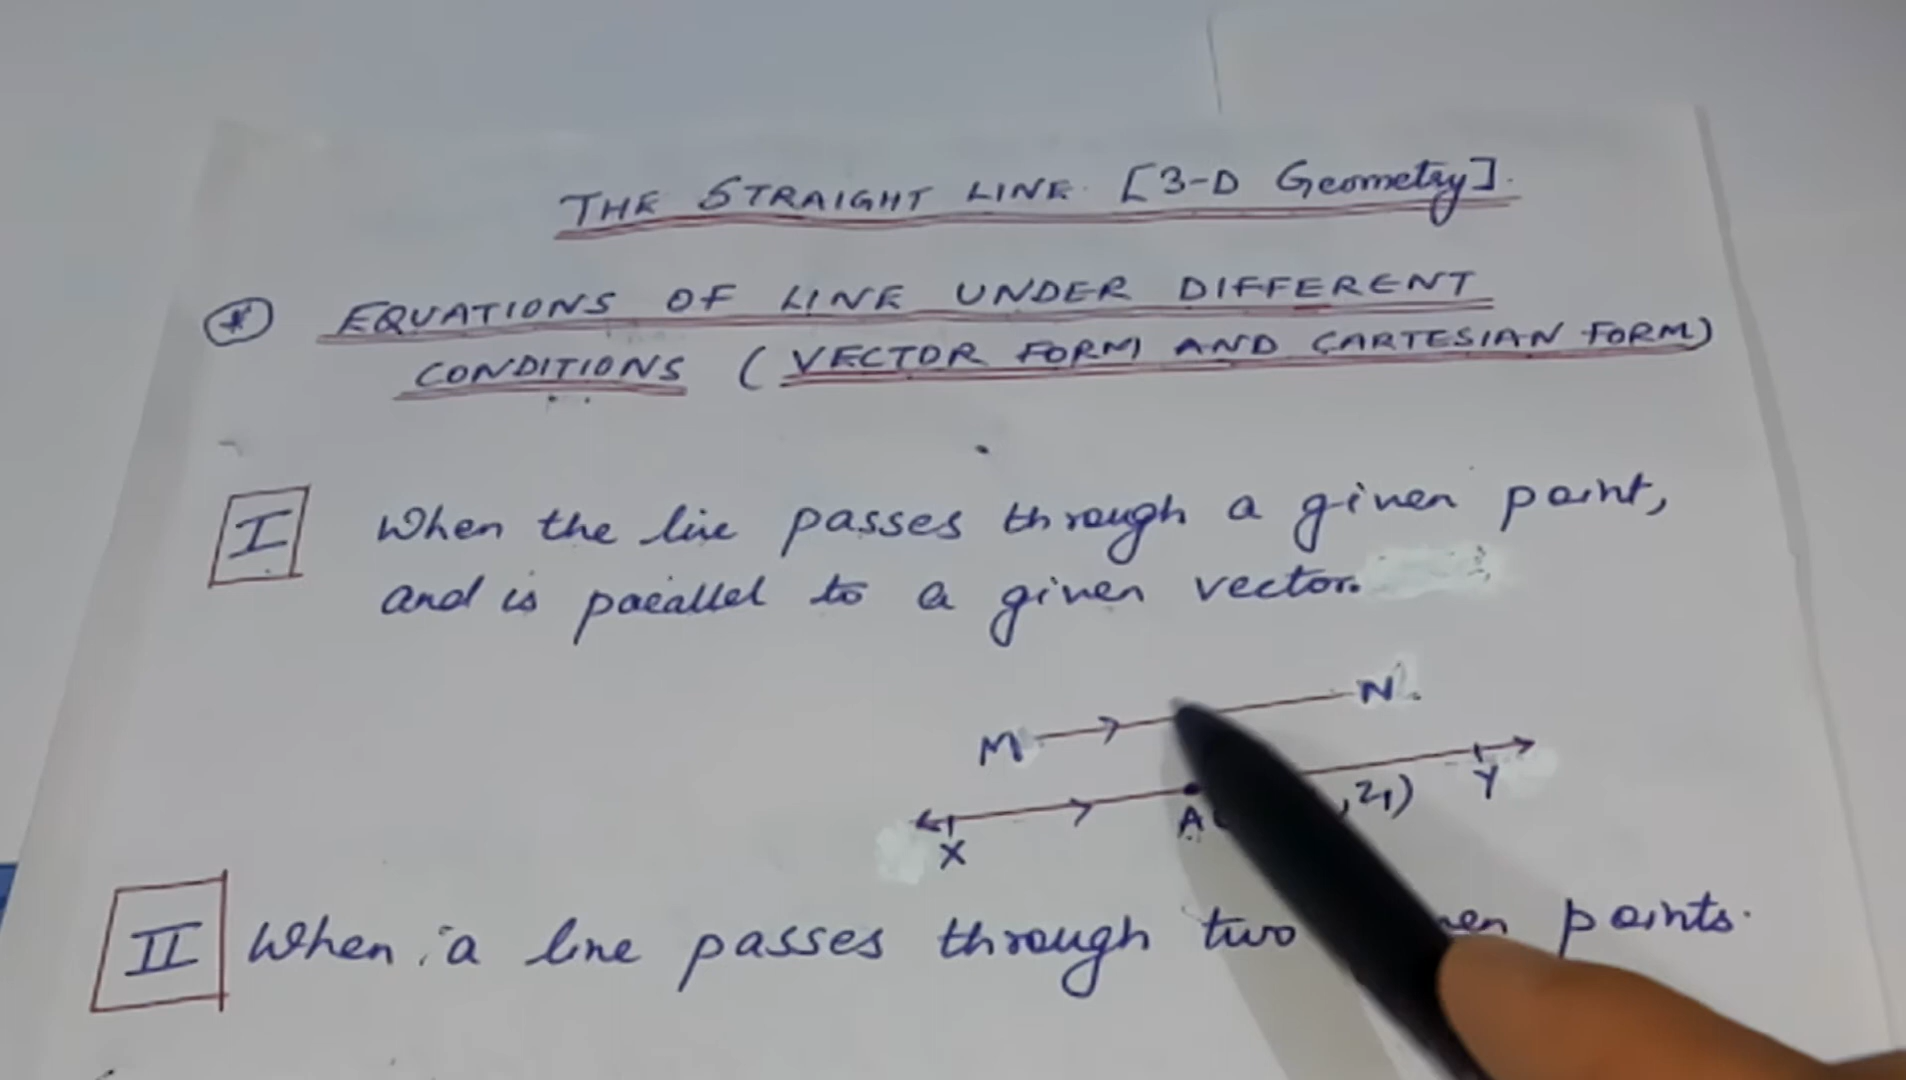 THE STRAIGHT LINE [3-D Geometry].
* EQUATIONS OF LINE UNDER DIFFERENT
CONDITIONS (VECTOR FORM AND CARTESIAN FORM)
I When the line passes through a given point,
and is parallel to a given vector.
M N
X A( ,z1) Y
II When a line passes through two points.